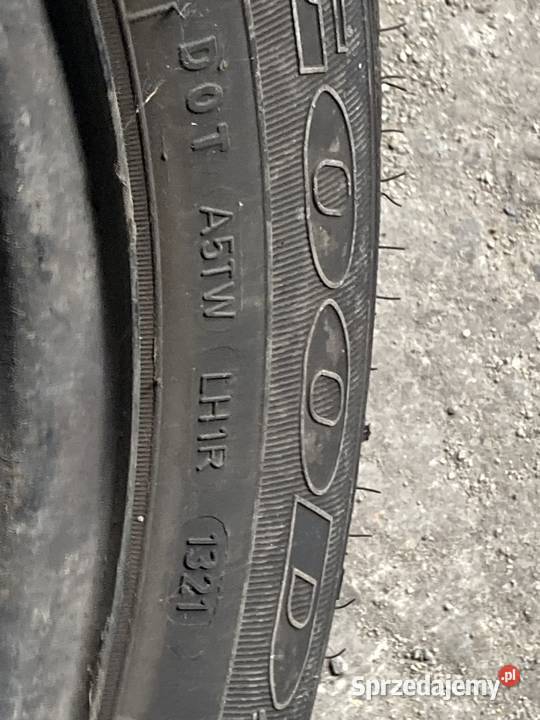 DOT A5TW LH1R 1321
Sprzedajemy.pl